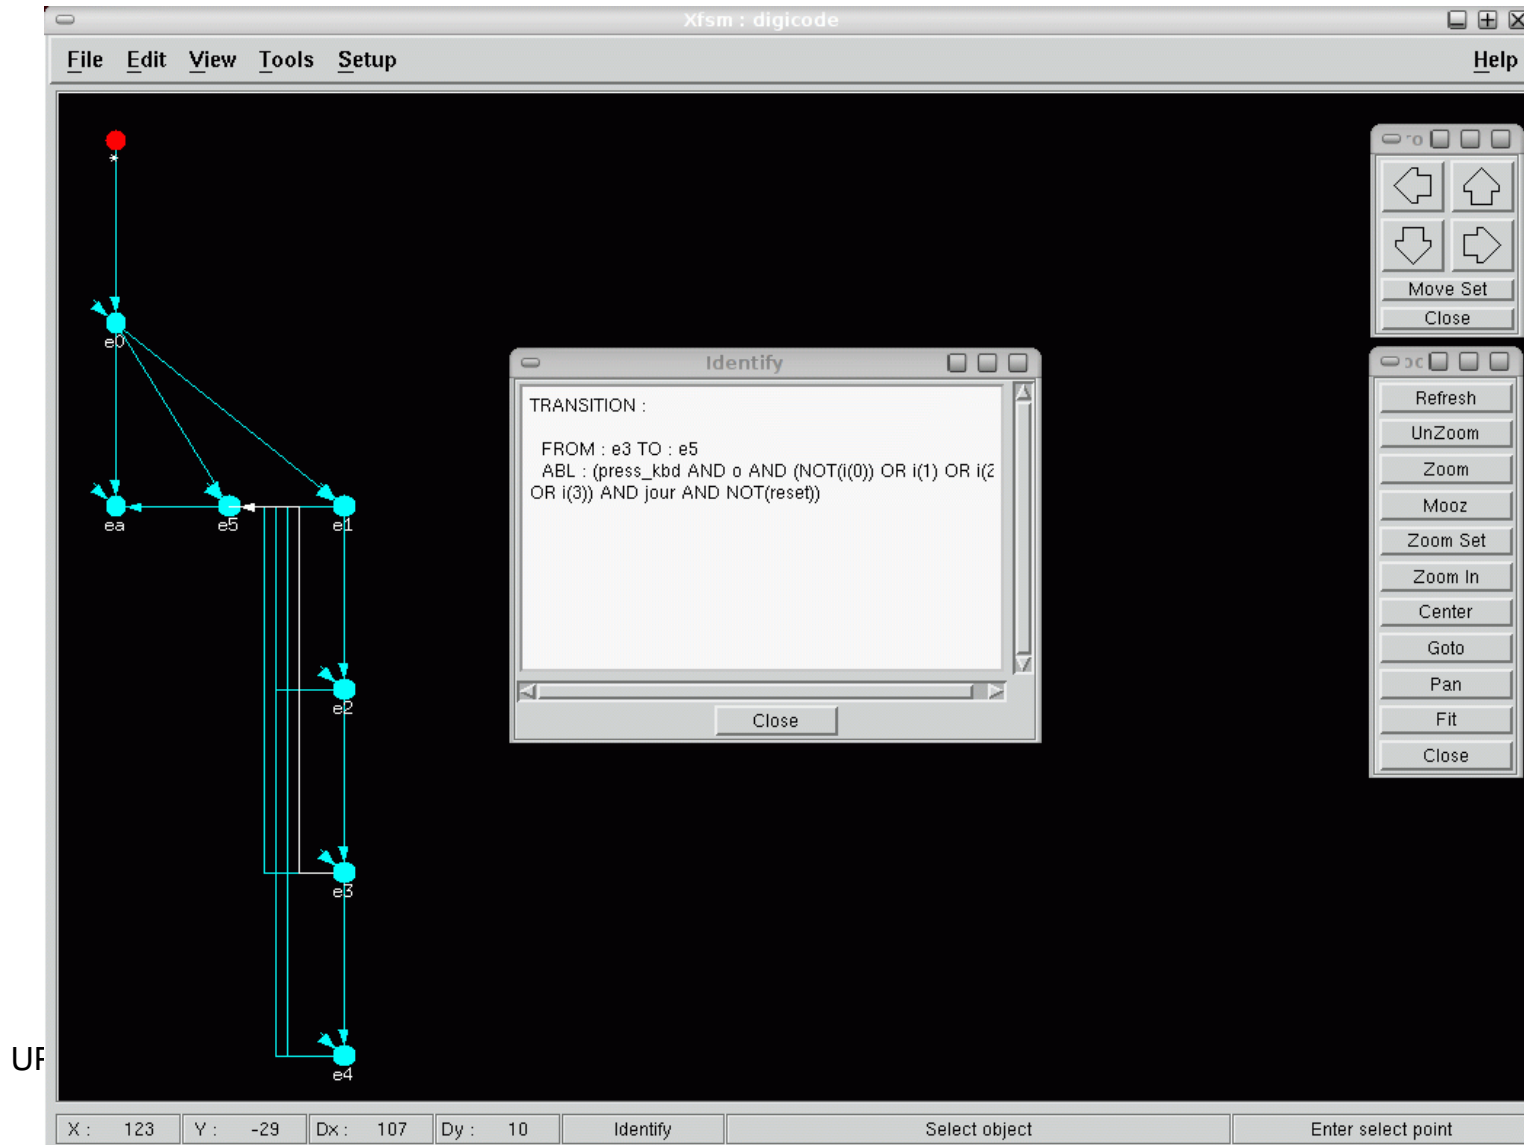 Xfsm : digicode
File Edit View Tools Setup Help
*
e0
ea e5 e1
e2
e3
e4
Identify
TRANSITION :
FROM : e3 TO : e5
ABL : (press_kbd AND o AND (NOT(i(0)) OR i(1) OR i(2
OR i(3)) AND jour AND NOT(reset))
Close
Move Set
Close
Refresh
UnZoom
Zoom
Mooz
Zoom Set
Zoom In
Center
Goto
Pan
Fit
Close
X : 123 Y : -29 Dx : 107 Dy : 10 Identify Select object Enter select point